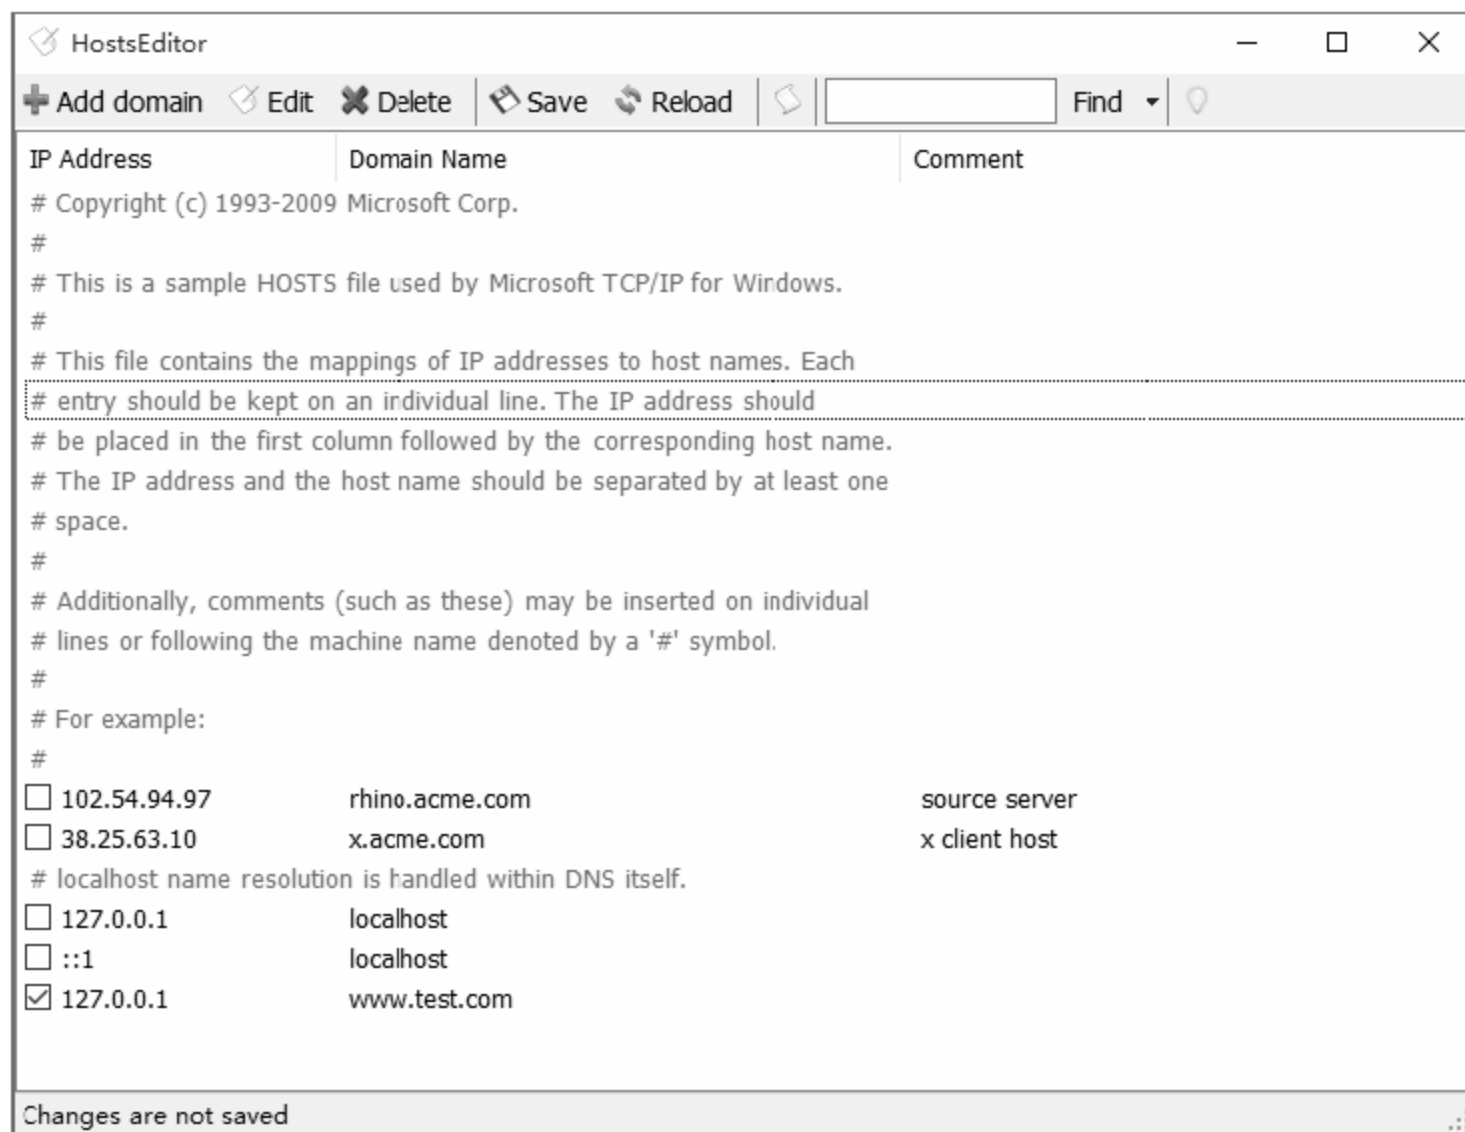 HostsEditor
Add domain Edit Delete Save Reload Find
IP Address Domain Name Comment
# Copyright (c) 1993-2009 Microsoft Corp.
#
# This is a sample HOSTS file used by Microsoft TCP/IP for Windows.
#
# This file contains the mappings of IP addresses to host names. Each
# entry should be kept on an individual line. The IP address should
# be placed in the first column followed by the corresponding host name.
# The IP address and the host name should be separated by at least one
# space.
#
# Additionally, comments (such as these) may be inserted on individual
# lines or following the machine name denoted by a '#' symbol.
#
# For example:
#
102.54.94.97 rhino.acme.com source server
38.25.63.10 x.acme.com x client host
# localhost name resolution is handled within DNS itself.
127.0.0.1 localhost
::1 localhost
127.0.0.1 www.test.com
Changes are not saved